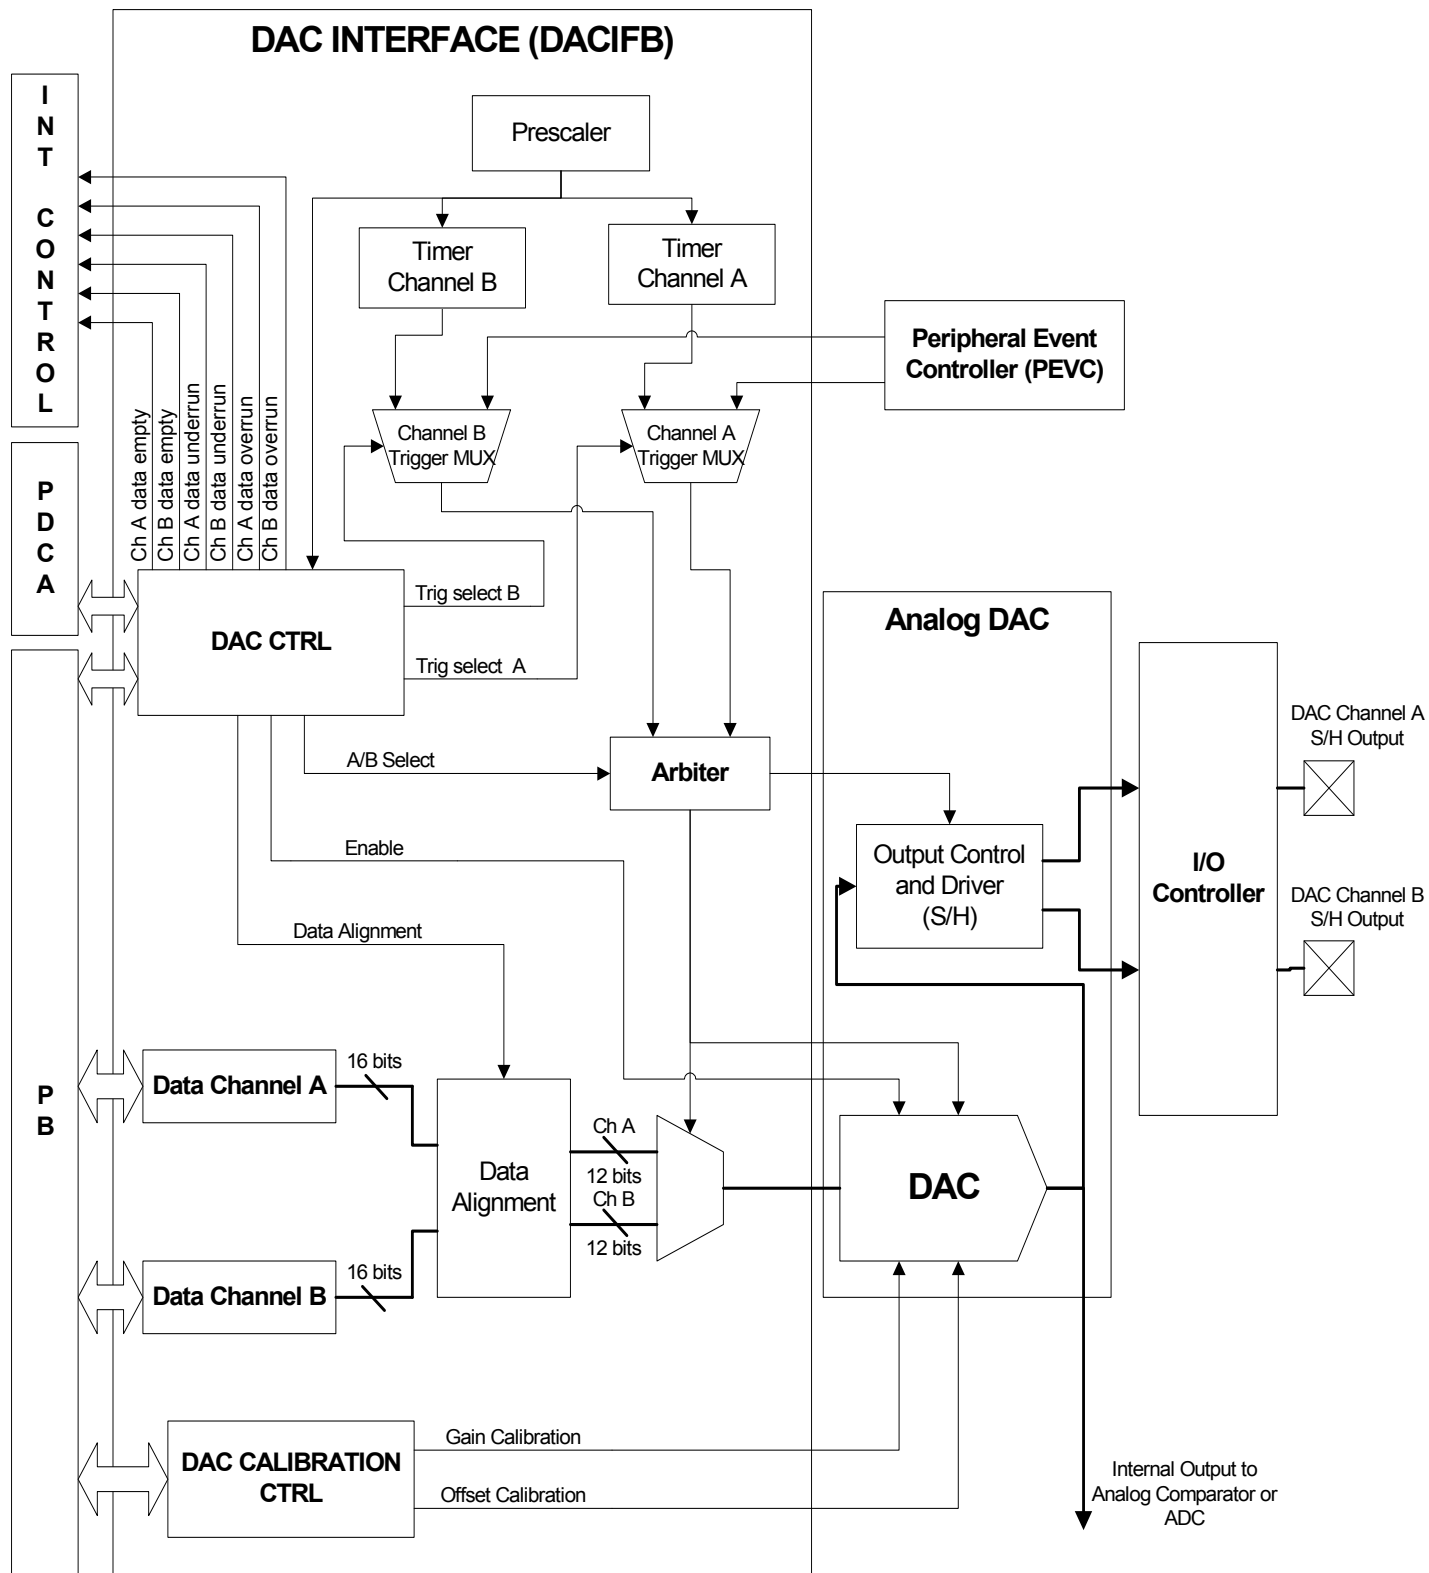 DAC INTERFACE (DACIFB)
INT CONTROL
Prescaler
Timer
Channel B
Timer
Channel A
Peripheral Event
Controller (PEVC)
Channel B
Trigger MUX
Channel A
Trigger MUX
Ch A data empty
Ch B data empty
Ch A data underrun
Ch B data underrun
Ch A data overrun
Ch B data overrun
PDCA
DAC CTRL
Trig select B
Trig select A
Analog DAC
A/B Select
Arbiter
Enable
Data Alignment
Output Control
and Driver
(S/H)
I/O
Controller
DAC Channel A
S/H Output
DAC Channel B
S/H Output
PB
Data Channel A
16 bits
Data
Alignment
Ch A
12 bits
Ch B
12 bits
DAC
Data Channel B
16 bits
DAC CALIBRATION
CTRL
Gain Calibration
Offset Calibration
Internal Output to
Analog Comparator or
ADC